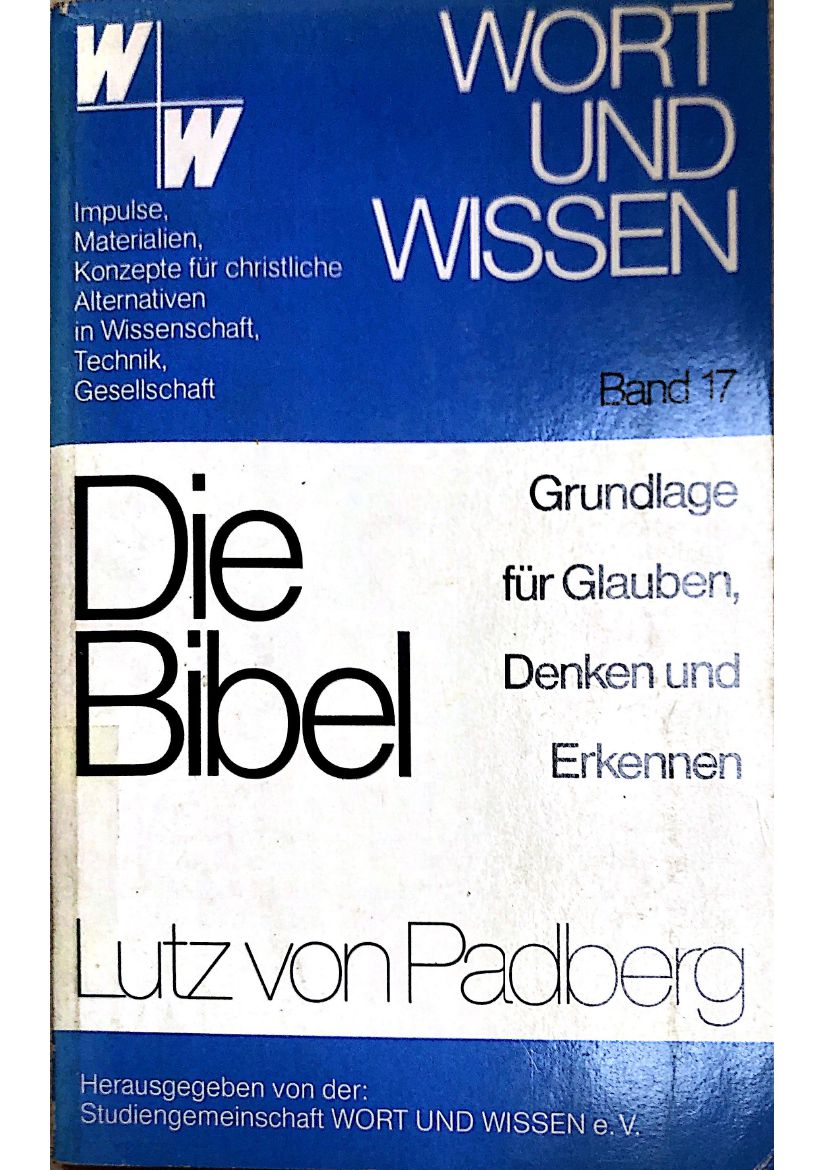 W
W
WORT
UND
WISSEN
Impulse,
Materialien,
Konzepte für christliche
Alternativen
in Wissenschaft,
Technik,
Gesellschaft
Band 17
Die
Bibel
Grundlage
für Glauben,
Denken und
Erkennen
Lutz von Padberg
Herausgegeben von der:
Studiengemeinschaft WORT UND WISSEN e. V.